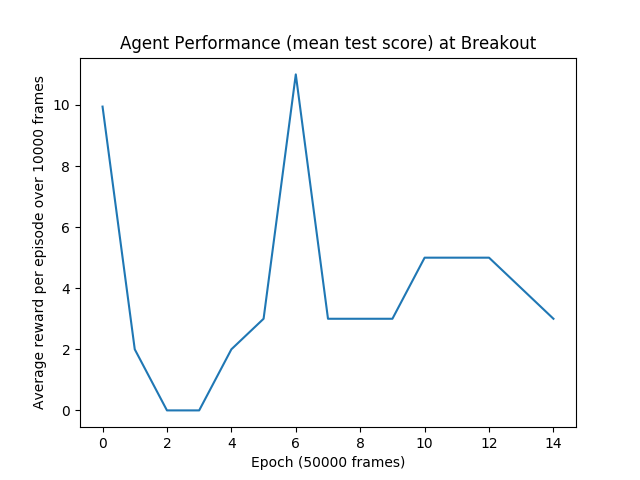 Agent Performance (mean test score) at Breakout
Average reward per episode over 10000 frames
10
8
6
4
2
0
0 2 4 6 8 10 12 14
Epoch (50000 frames)